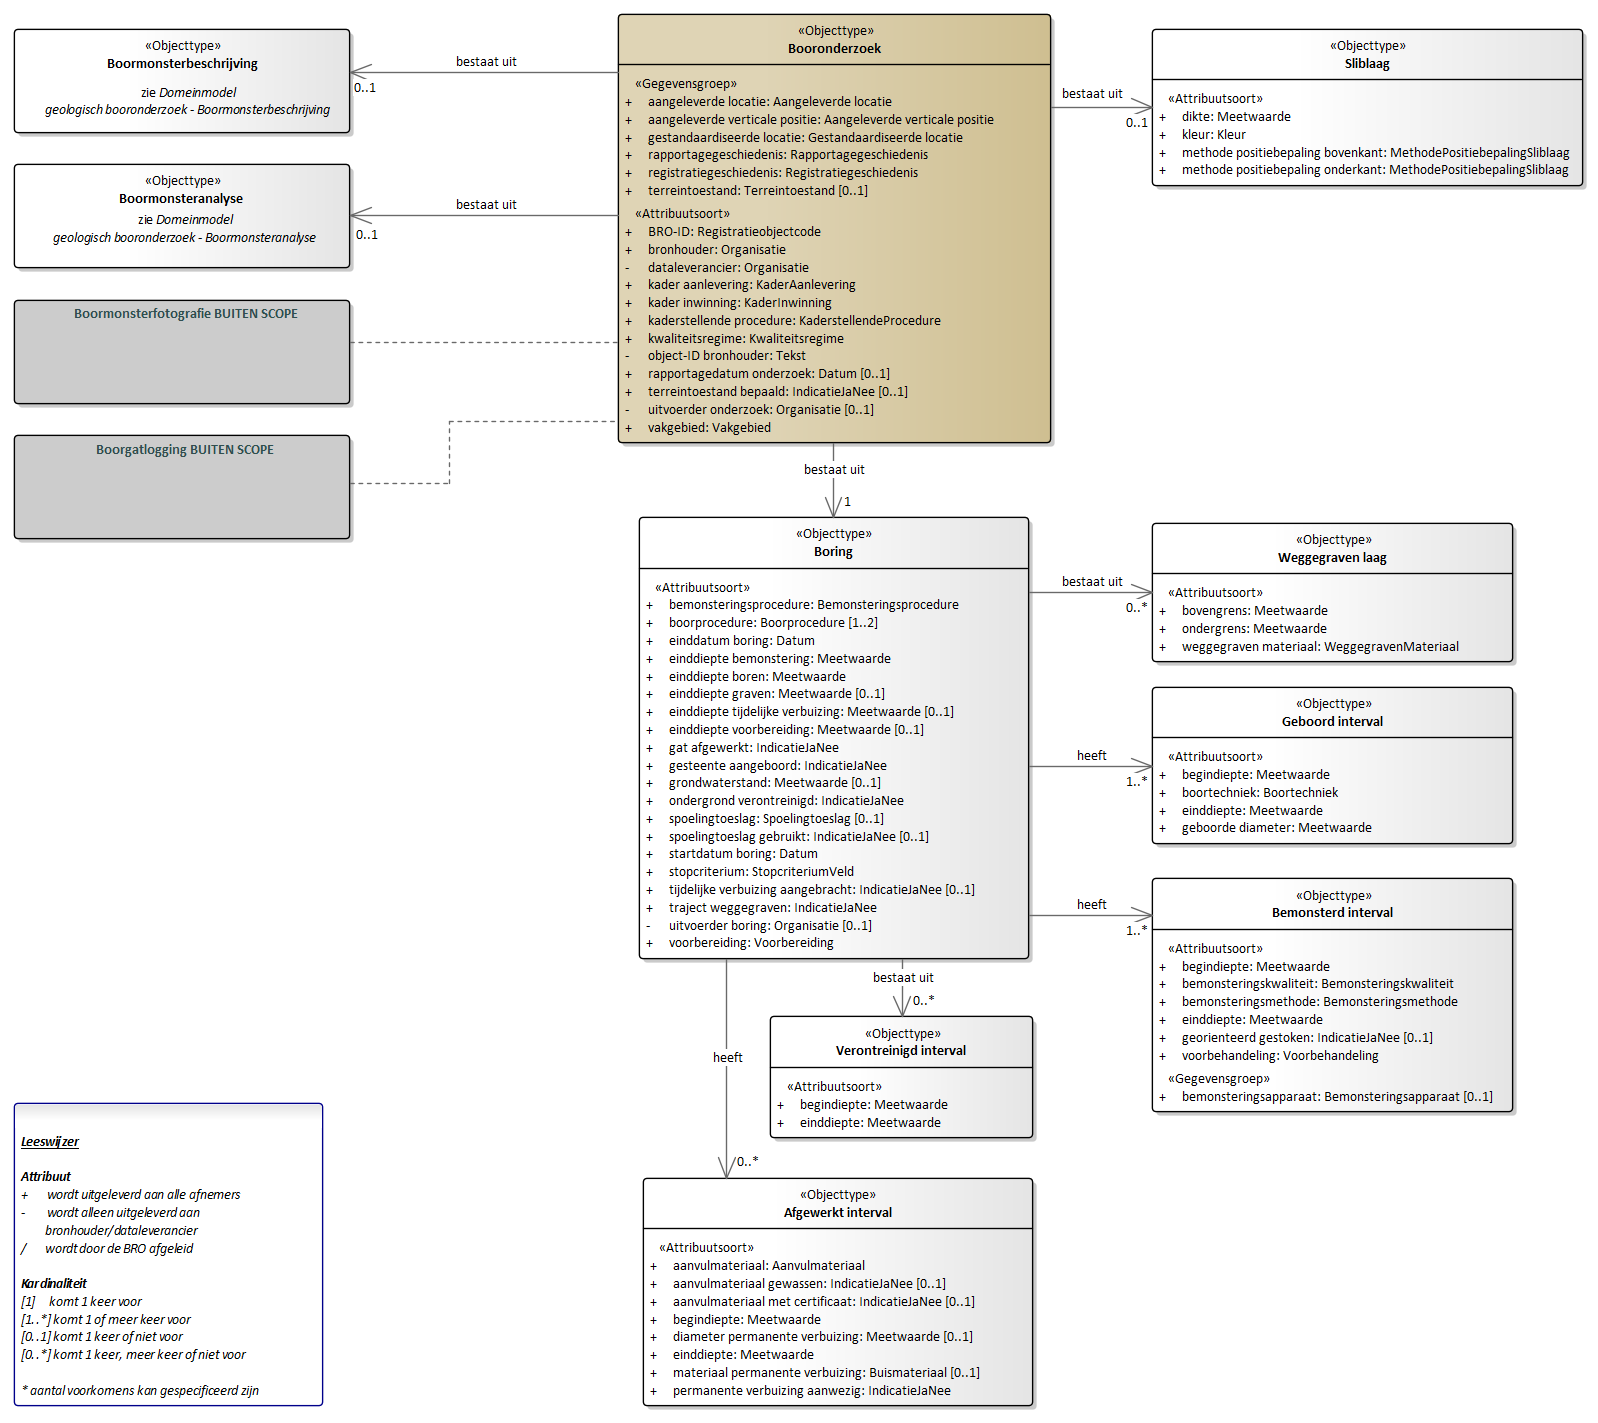 «Objecttype»
Boormonsterbeschrijving
zie Domeinmodel
geologisch booronderzoek - Boormonsterbeschrijving
bestaat uit
0..1
«Objecttype»
Boormonsteranalyse
zie Domeinmodel
geologisch booronderzoek - Boormonsteranalyse
bestaat uit
0..1
Boormonsterfotografie BUITEN SCOPE
Boorgatlogging BUITEN SCOPE
«Objecttype»
Booronderzoek
«Gegevensgroep»
+ aangeleverde locatie: Aangeleverde locatie
+ aangeleverde verticale positie: Aangeleverde verticale positie
+ gestandaardiseerde locatie: Gestandaardiseerde locatie
+ rapportagegeschiedenis: Rapportagegeschiedenis
+ registratiegeschiedenis: Registratiegeschiedenis
+ terreintoestand: Terreintoestand [0..1]
«Attribuutsoort»
+ BRO-ID: Registratieobjectcode
+ bronhouder: Organisatie
- dataleverancier: Organisatie
+ kader aanlevering: KaderAanlevering
+ kader inwinning: KaderInwinning
+ kaderstellende procedure: KaderstellendeProcedure
+ kwaliteitsregime: Kwaliteitsregime
- object-ID bronhouder: Tekst
+ rapportagedatum onderzoek: Datum [0..1]
+ terreintoestand bepaald: IndicatieJaNee [0..1]
- uitvoerder onderzoek: Organisatie [0..1]
+ vakgebied: Vakgebied
bestaat uit
0..1
«Objecttype»
Sliblaag
«Attribuutsoort»
+ dikte: Meetwaarde
+ kleur: Kleur
+ methode positiebepaling bovenkant: MethodePositiebepalingSliblaag
+ methode positiebepaling onderkant: MethodePositiebepalingSliblaag
bestaat uit
1
«Objecttype»
Boring
«Attribuutsoort»
+ bemonsteringsprocedure: Bemonsteringsprocedure
+ boorprocedure: Boorprocedure [1..2]
+ einddatum boring: Datum
+ einddiepte bemonstering: Meetwaarde
+ einddiepte boren: Meetwaarde
+ einddiepte graven: Meetwaarde [0..1]
+ einddiepte tijdelijke verbuizing: Meetwaarde [0..1]
+ einddiepte voorbereiding: Meetwaarde [0..1]
+ gat afgewerkt: IndicatieJaNee
+ gesteente aangeboord: IndicatieJaNee
+ grondwaterstand: Meetwaarde [0..1]
+ ondergrond verontreinigd: IndicatieJaNee
+ spoelingtoeslag: Spoelingtoeslag [0..1]
+ spoelingtoeslag gebruikt: IndicatieJaNee [0..1]
+ startdatum boring: Datum
+ stopcriterium: StopcriteriumVeld
+ tijdelijke verbuizing aangebracht: IndicatieJaNee [0..1]
+ traject weggegraven: IndicatieJaNee
- uitvoerder boring: Organisatie [0..1]
+ voorbereiding: Voorbereiding
bestaat uit
0..*
«Objecttype»
Weggegraven laag
«Attribuutsoort»
+ bovengrens: Meetwaarde
+ ondergrens: Meetwaarde
+ weggegraven materiaal: WeggegravenMateriaal
heeft
1..*
«Objecttype»
Geboord interval
«Attribuutsoort»
+ begindiepte: Meetwaarde
+ boortechniek: Boortechniek
+ einddiepte: Meetwaarde
+ geboorde diameter: Meetwaarde
heeft
1..*
«Objecttype»
Bemonsterd interval
«Attribuutsoort»
+ begindiepte: Meetwaarde
+ bemonsteringskwaliteit: Bemonsteringskwaliteit
+ bemonsteringsmethode: Bemonsteringsmethode
+ einddiepte: Meetwaarde
+ georienteerd gestoken: IndicatieJaNee [0..1]
+ voorbehandeling: Voorbehandeling
«Gegevensgroep»
+ bemonsteringsapparaat: Bemonsteringsapparaat [0..1]
bestaat uit
0..*
«Objecttype»
Verontreinigd interval
«Attribuutsoort»
+ begindiepte: Meetwaarde
+ einddiepte: Meetwaarde
heeft
0..*
«Objecttype»
Afgewerkt interval
«Attribuutsoort»
+ aanvulmateriaal: Aanvulmateriaal
+ aanvulmateriaal gewassen: IndicatieJaNee [0..1]
+ aanvulmateriaal met certificaat: IndicatieJaNee [0..1]
+ begindiepte: Meetwaarde
+ diameter permanente verbuizing: Meetwaarde [0..1]
+ einddiepte: Meetwaarde
+ materiaal permanente verbuizing: Buismateriaal [0..1]
+ permanente verbuizing aanwezig: IndicatieJaNee
Leeswijzer
Attribuut
+ wordt uitgeleverd aan alle afnemers
- wordt alleen uitgeleverd aan
bronhouder/dataleverancier
/ wordt door de BRO afgeleid
Kardinaliteit
[1] komt 1 keer voor
[1..*] komt 1 of meer keer voor
[0..1] komt 1 keer of niet voor
[0..*] komt 1 keer, meer keer of niet voor
* aantal voorkomens kan gespecificeerd zijn